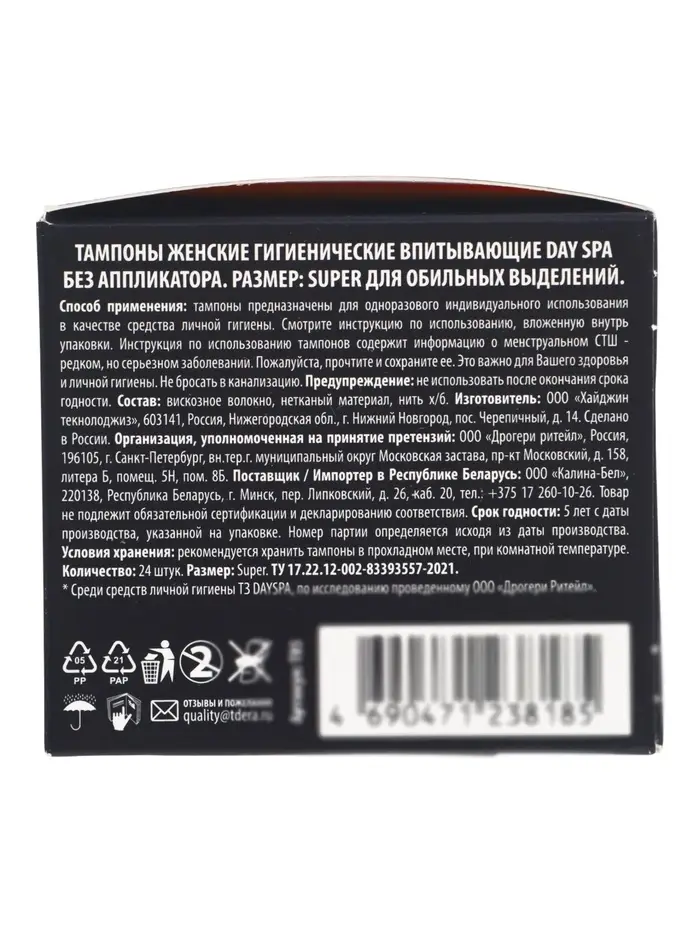 ТАМПОНЫ ЖЕНСКИЕ ГИГИЕНИЧЕСКИЕ ВПИТЫВАЮЩИЕ DAY SPA
БЕЗ АППЛИКАТОРА. РАЗМЕР: SUPER ДЛЯ ОБИЛЬНЫХ ВЫДЕЛЕНИЙ.
Способ применения: тампоны предназначены для одноразового индивидуального использования
в качестве средства личной гигиены. Смотрите инструкцию по использованию, вложенную внутрь
упаковки. Инструкция по использованию тампонов содержит информацию о менструальном СТШ -
редком, но серьезном заболевании. Пожалуйста, прочтите и сохраните ее. Это важно для Вашего здоровья
и личной гигиены. Не бросать в канализацию. Предупреждение: не использовать после окончания срока
годности. Состав: вискозное волокно, нетканый материал, нить х/б. Изготовитель: ООО «Хайджин
текнолоджиз», 603141, Россия, Нижегородская обл., г. Нижний Новгород, пос. Черепичный, д. 14. Сделано
в России. Организация, уполномоченная на принятие претензий: ООО «Дрогери ритейл», Россия,
196105, г. Санкт-Петербург, вн.тер.г. муниципальный округ Московская застава, пр-кт Московский, д. 158,
литера Б, помещ. 5Н, пом. 8Б. Поставщик / Импортер в Республике Беларусь: ООО «Калина-Бел»,
220138, Республика Беларусь, г. Минск, пер. Липковский, д. 26, каб. 20, тел.: +375 17 260-10-26. Товар
не подлежит обязательной сертификации и декларированию соответствия. Срок годности: 5 лет с даты
производства, указанной на упаковке. Номер партии определяется исходя из даты производства.
Условия хранения: рекомендуется хранить тампоны в прохладном месте, при комнатной температуре.
Количество: 24 штук. Размер: Super. ТУ 17.22.12-002-83393557-2021.
* Среди средств личной гигиены ТЗ DAYSPA, по исследованию проведенному ООО «Дрогери Ритейл».
05 21 2
PP PAP
ОТЗЫВЫ И ПОЖЕЛАНИЯ
quality@tdera.ru
Артикул:
4 690471 238185